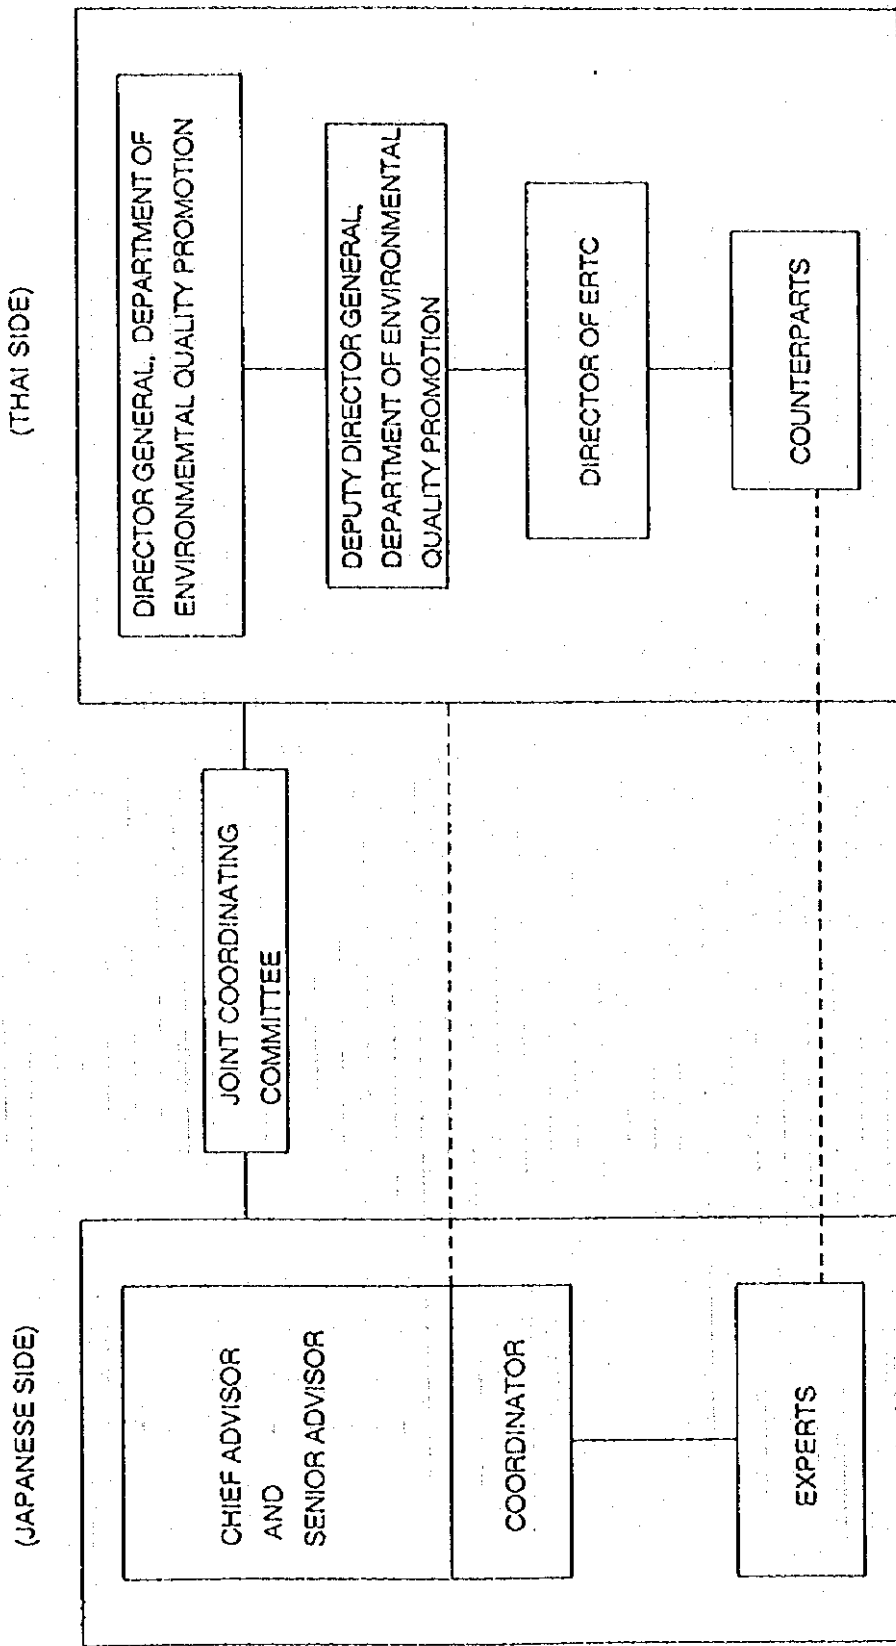 (JAPANESE SIDE)
(THAI SIDE)
CHIEF ADVISOR
AND
SENIOR ADVISOR
COORDINATOR
EXPERTS
JOINT COORDINATING
COMMITTEE
DIRECTOR GENERAL, DEPARTMENT OF
ENVIRONMEMTAL QUALITY PROMOTION
DEPUTY DIRECTOR GENERAL,
DEPARTMENT OF ENVIRONMENTAL
QUALITY PROMOTION
DIRECTOR OF ERTC
COUNTERPARTS